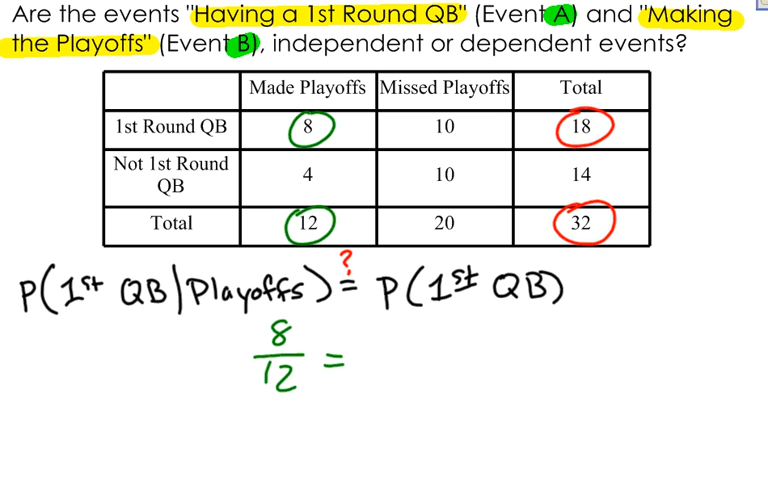 Are the events "Having a 1st Round QB" (Event A) and "Making
the Playoffs" (Event B), independent or dependent events?
Made Playoffs Missed Playoffs Total
1st Round QB 8 10 18
Not 1st Round
QB 4 10 14
Total 12 20 32
?
P(1st QB|Playoffs) = P(1st QB)
8
12 =